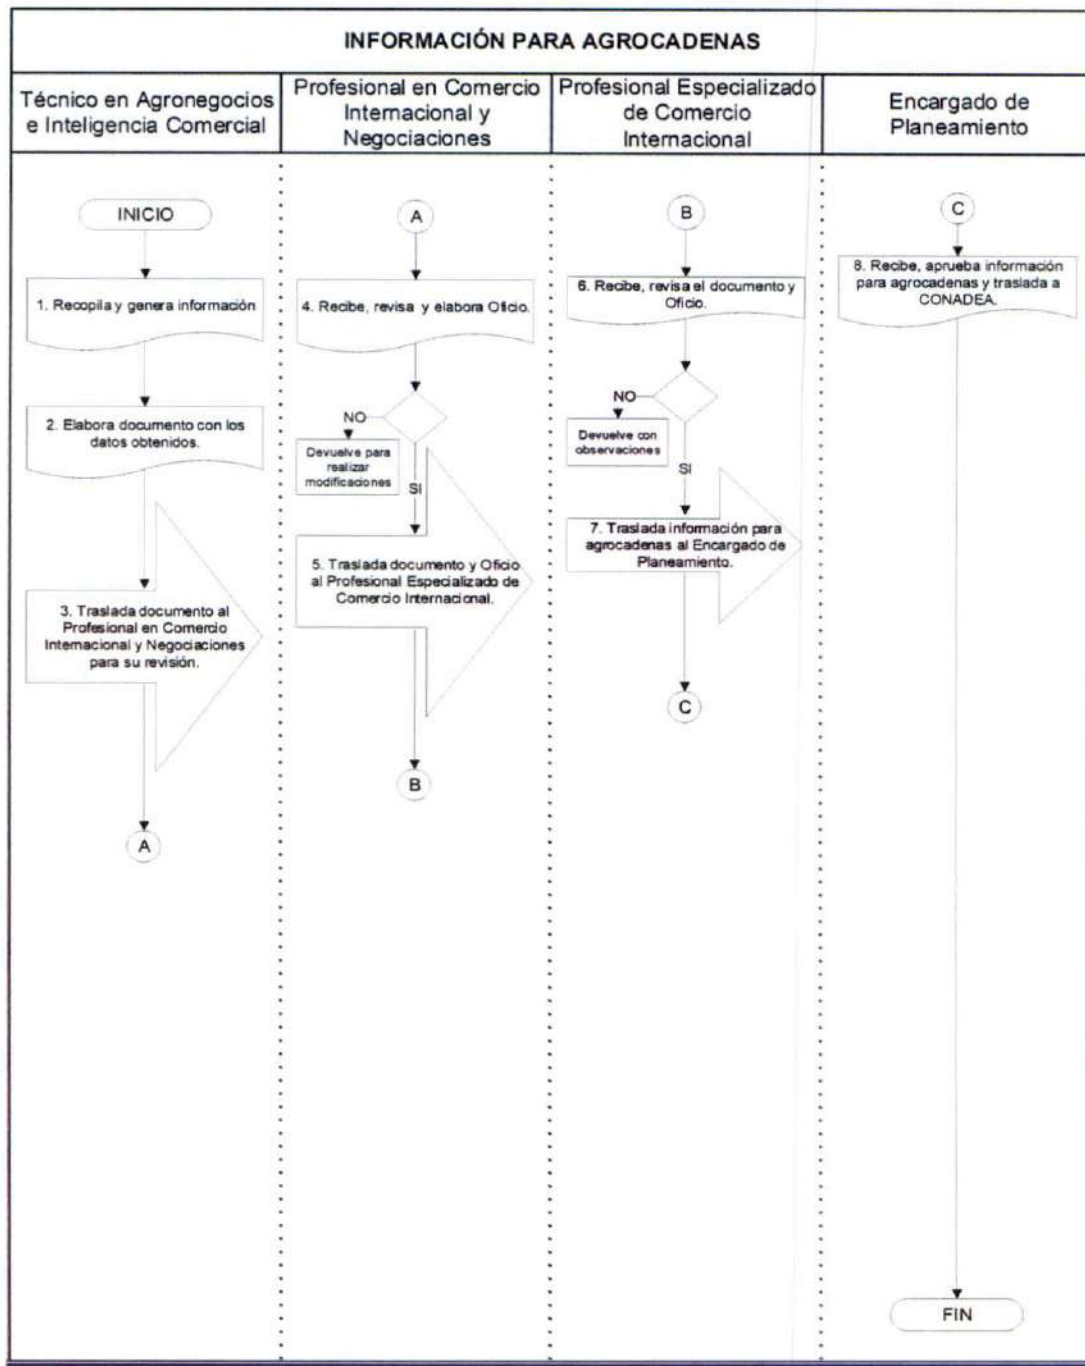 INFORMACIÓN PARA AGROCADENAS
Técnico en Agronegocios
e Inteligencia Comercial
Profesional en Comercio
Internacional y
Negociaciones
Profesional Especializado
de Comercio
Internacional
Encargado de
Planeamiento
INICIO
1. Recopila y genera información
2. Elabora documento con los
datos obtenidos.
3. Traslada documento al
Profesional en Comercio
Internacional y Negociaciones
para su revisión.
A
A
4. Recibe, revisa y elabora Oficio.
NO
Devuelve para
realizar
modificaciones
SI
5. Traslada documento y Oficio
al Profesional Especializado de
Comercio Internacional.
B
B
6. Recibe, revisa el documento y
Oficio.
NO
Devuelve con
observaciones
SI
7. Traslada información para
agrocadenas al Encargado de
Planeamiento.
C
C
8. Recibe, aprueba información
para agrocadenas y traslada a
CONADEA.
FIN